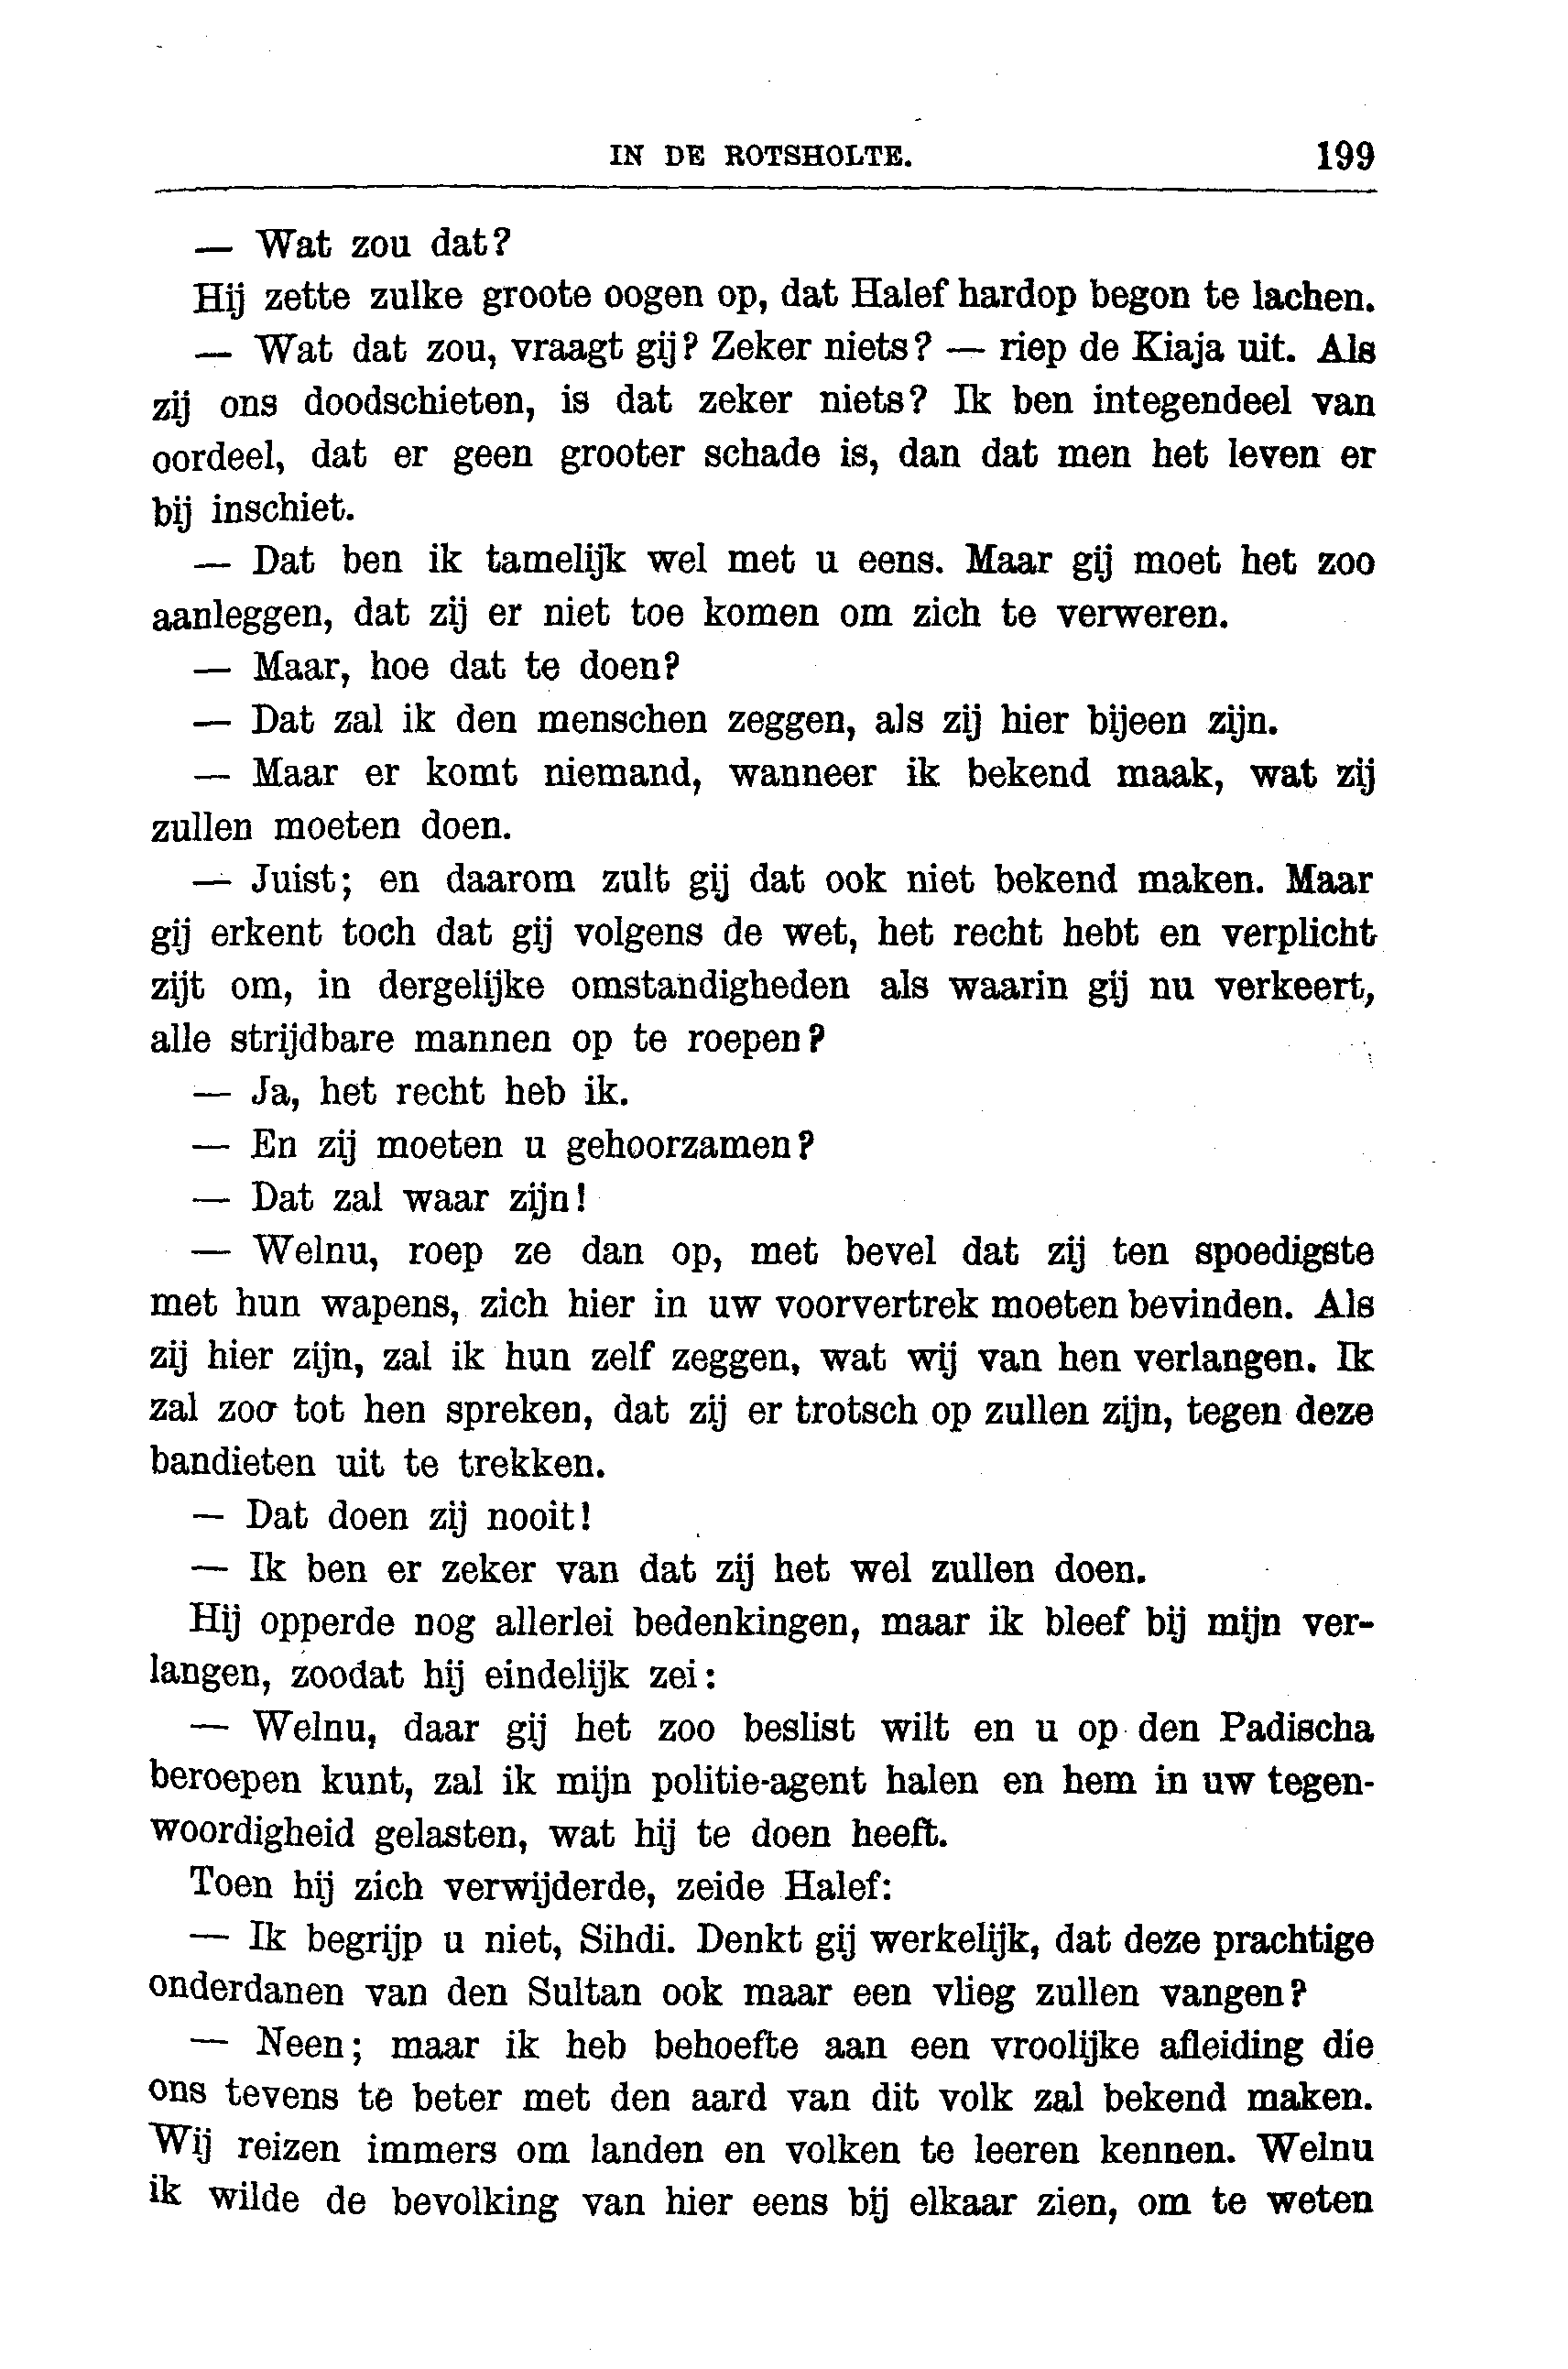 IN DE ROTSHOLTE. 199
— Wat zou dat?
Hij zette zulke groote oogen op, dat Halef hardop begon te lachen.
— Wat dat zou, vraagt gij? Zeker niets? — riep de Kiaja uit. Als
zij ons doodschieten, is dat zeker niets? Ik ben integendeel van
oordeel, dat er geen grooter schade is, dan dat men het leven er
bij inschiet.
— Dat ben ik tamelijk wel met u eens. Maar gij moet het zoo
aanleggen, dat zij er niet toe komen om zich te verweren.
— Maar, hoe dat te doen?
— Dat zal ik den menschen zeggen, als zij hier bijeen zijn.
— Maar er komt niemand, wanneer ik bekend maak, wat zij
zullen moeten doen.
— Juist; en daarom zult gij dat ook niet bekend maken. Maar
gij erkent toch dat gij volgens de wet, het recht hebt en verplicht
zijt om, in dergelijke omstandigheden als waarin gij nu verkeert,
alle strijdbare mannen op te roepen?
— Ja, het recht heb ik.
— En zij moeten u gehoorzamen?
— Dat zal waar zijn!
— Welnu, roep ze dan op, met bevel dat zij ten spoedigste
met hun wapens, zich hier in uw voorvertrek moeten bevinden. Als
zij hier zijn, zal ik hun zelf zeggen, wat wij van hen verlangen. Ik
zal zoo tot hen spreken, dat zij er trotsch op zullen zijn, tegen deze
bandieten uit te trekken.
— Dat doen zij nooit!
— Ik ben er zeker van dat zij het wel zullen doen.
Hij opperde nog allerlei bedenkingen, maar ik bleef bij mijn ver-
langen, zoodat hij eindelijk zei:
— Welnu, daar gij het zoo beslist wilt en u op den Padischa
beroepen kunt, zal ik mijn politie-agent halen en hem in uw tegen-
woordigheid gelasten, wat hij te doen heeft.
Toen hij zich verwijderde, zeide Halef:
— Ik begrijp u niet, Sihdi. Denkt gij werkelijk, dat deze prachtige
onderdanen van den Sultan ook maar een vlieg zullen vangen?
— Neen; maar ik heb behoefte aan een vroolijke afleiding die
ons tevens te beter met den aard van dit volk zal bekend maken.
Wij reizen immers om landen en volken te leeren kennen. Welnu
ik wilde de bevolking van hier eens bij elkaar zien, om te weten